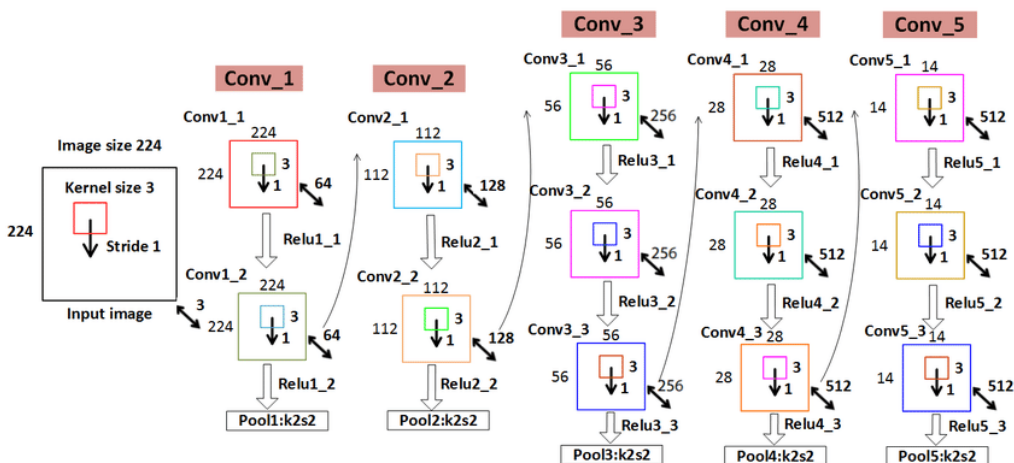 Image size 224
224
Kernel size 3
Stride 1
Input image
3
Conv_1
Conv1_1
224
224
3
1
64
Relu1_1
Conv1_2
224
224
3
1
64
Relu1_2
Pool1:k2s2
Conv_2
Conv2_1
112
112
3
1
128
Relu2_1
Conv2_2
112
112
3
1
128
Relu2_2
Pool2:k2s2
Conv_3
Conv3_1
56
56
3
1
256
Relu3_1
Conv3_2
56
56
3
1
256
Relu3_2
Conv3_3
56
56
3
1
256
Relu3_3
Pool3:k2s2
Conv_4
Conv4_1
28
28
3
1
512
Relu4_1
Conv4_2
28
28
3
1
512
Relu4_2
Conv4_3
28
28
3
1
512
Relu4_3
Pool4:k2s2
Conv_5
Conv5_1
14
14
3
1
512
Relu5_1
Conv5_2
14
14
3
1
512
Relu5_2
Conv5_3
14
14
3
1
512
Relu5_3
Pool5:k2s2